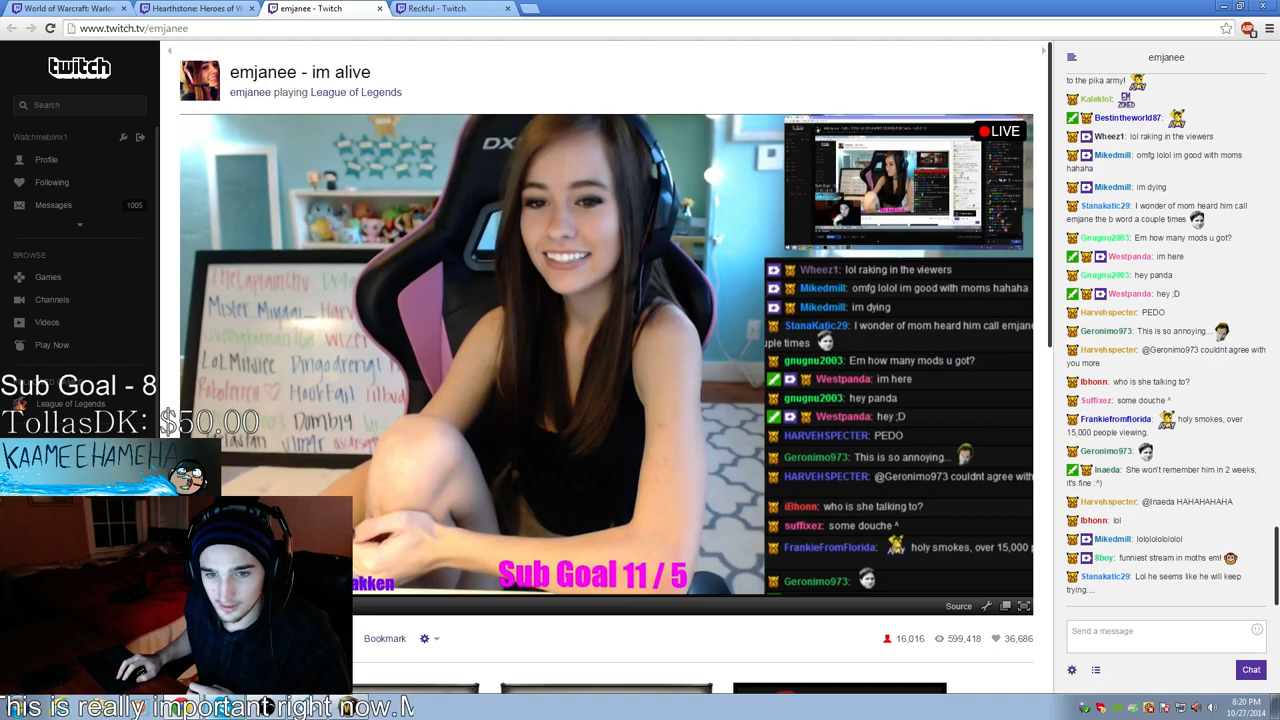 World of Warcraft: Warlor
Hearthstone: Heroes of W
emjanee - Twitch
Reckful - Twitch
www.twitch.tv/emjanee
ABP
twitch
Search
Watchmeblink1
Profile
Following
Messages
1005
BROWSE
Games
Channels
Videos
Play Now
League of Legends
Sub Goal - 8
TollasDK: $50.00
KAAMEEHAMEHA
This is really important right now.M
emjanee - im alive
emjanee playing League of Legends
DX
LIVE
Wheez1: lol raking in the viewers
Mikedmill: omfg lolol im good with moms hahaha
Mikedmill: im dying
StanaKatic29: I wonder of mom heard him call emjane
uple times
gnugnu2003: Em how many mods u got?
Westpanda: im here
gnugnu2003: hey panda
Westpanda: hey ;D
HARVEHSPECTER: PEDO
Geronimo973: This is so annoying...
HARVEHSPECTER: @Geronimo973 couldnt agree with
iBhonn: who is she talking to?
suffixez: some douche ^
FrankieFromFlorida: holy smokes, over 15,000 p
Geronimo973:
Sub Goal 11 / 5
akken
Source
Bookmark
16,016
599,418
36,686
emjanee
to the pika army!
Kaleklol:
Bestintheworld87:
Wheez1: lol raking in the viewers
Mikedmill: omfg lolol im good with moms
hahaha
Mikedmill: im dying
Stanakatic29: I wonder of mom heard him call
emjane the b word a couple times
Gnugnu2003: Em how many mods u got?
Westpanda: im here
Gnugnu2003: hey panda
Westpanda: hey ;D
Harvehspecter: PEDO
Geronimo973: This is so annoying...
Harvehspecter: @Geronimo973 couldnt agree with
you more
Ibhonn: who is she talking to?
Suffixez: some douche ^
Frankiefromflorida: holy smokes, over
15,000 people viewing.
Geronimo973:
Inaeda: She won't remember him in 2 weeks,
it's fine :^)
Harvehspecter: @Inaeda HAHAHAHAHA
Ibhonn: lol
Mikedmill: lolololololol
8boy: funniest stream in moths em!
Stanakatic29: Lol he seems like he will keep
trying....
Send a message
Chat
8:20 PM
10/27/2014